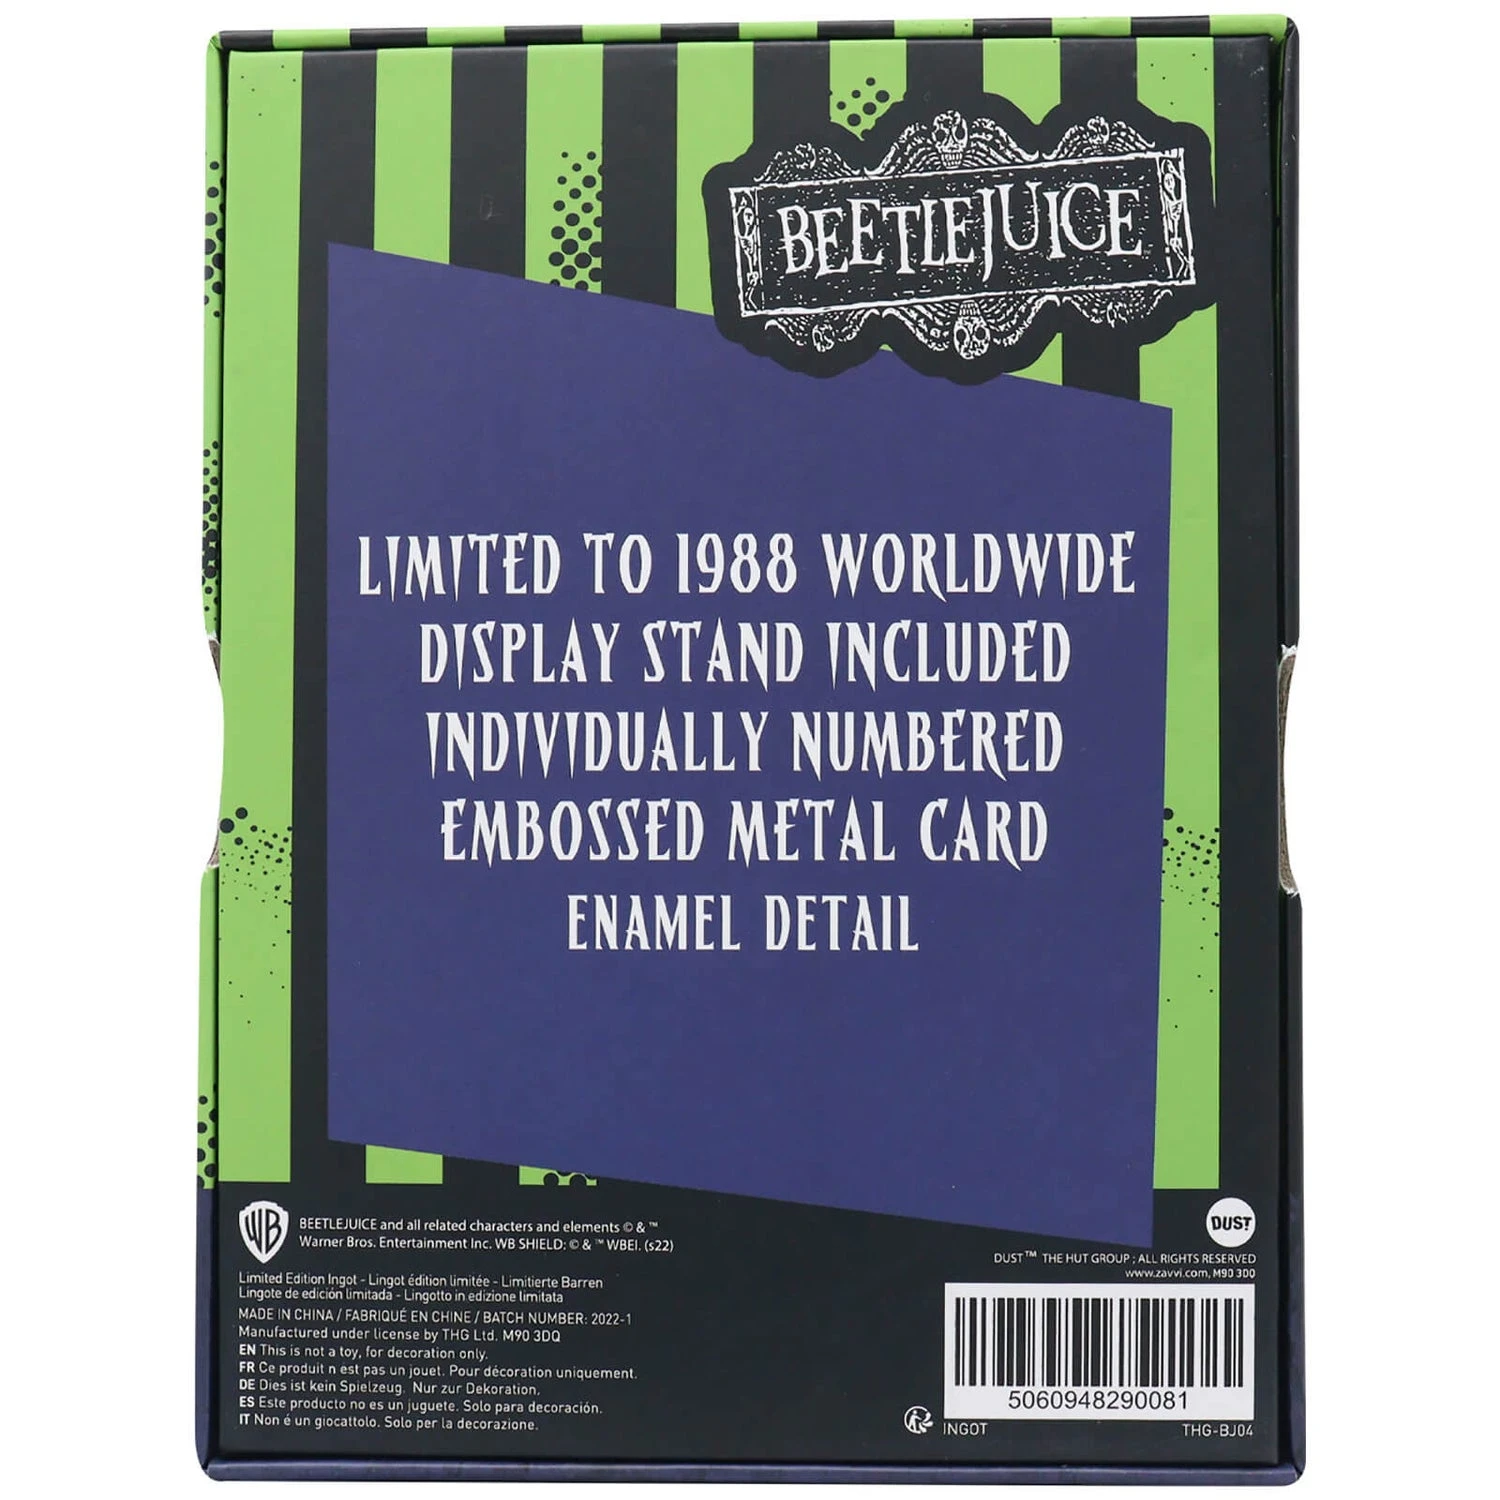 BEETLEJUICE
LIMITED TO 1988 WORLDWIDE
DISPLAY STAND INCLUDED
INDIVIDUALLY NUMBERED
EMBOSSED METAL CARD
ENAMEL DETAIL
WB
BEETLEJUICE and all related characters and elements © & ™
Warner Bros. Entertainment Inc. WB SHIELD: © & ™ WBEI. (s22)
Limited Edition Ingot - Lingot édition limitée - Limitierte Barren
Lingote de edición limitada - Lingotto in edizione limitata
MADE IN CHINA / FABRIQUÉ EN CHINE / BATCH NUMBER: 2022-1
Manufactured under license by THG Ltd. M90 3DQ
EN This is not a toy, for decoration only.
FR Ce produit n est pas un jouet. Pour décoration uniquement.
DE Dies ist kein Spielzeug. Nur zur Dekoration.
ES Este producto no es un juguete. Solo para decoración.
IT Non é un giocattolo. Solo per la decorazione.
DUST
DUST™ THE HUT GROUP ; ALL RIGHTS RESERVED
www.zavvi.com, M90 3DQ
5060948290081
INGOT THG-BJ04